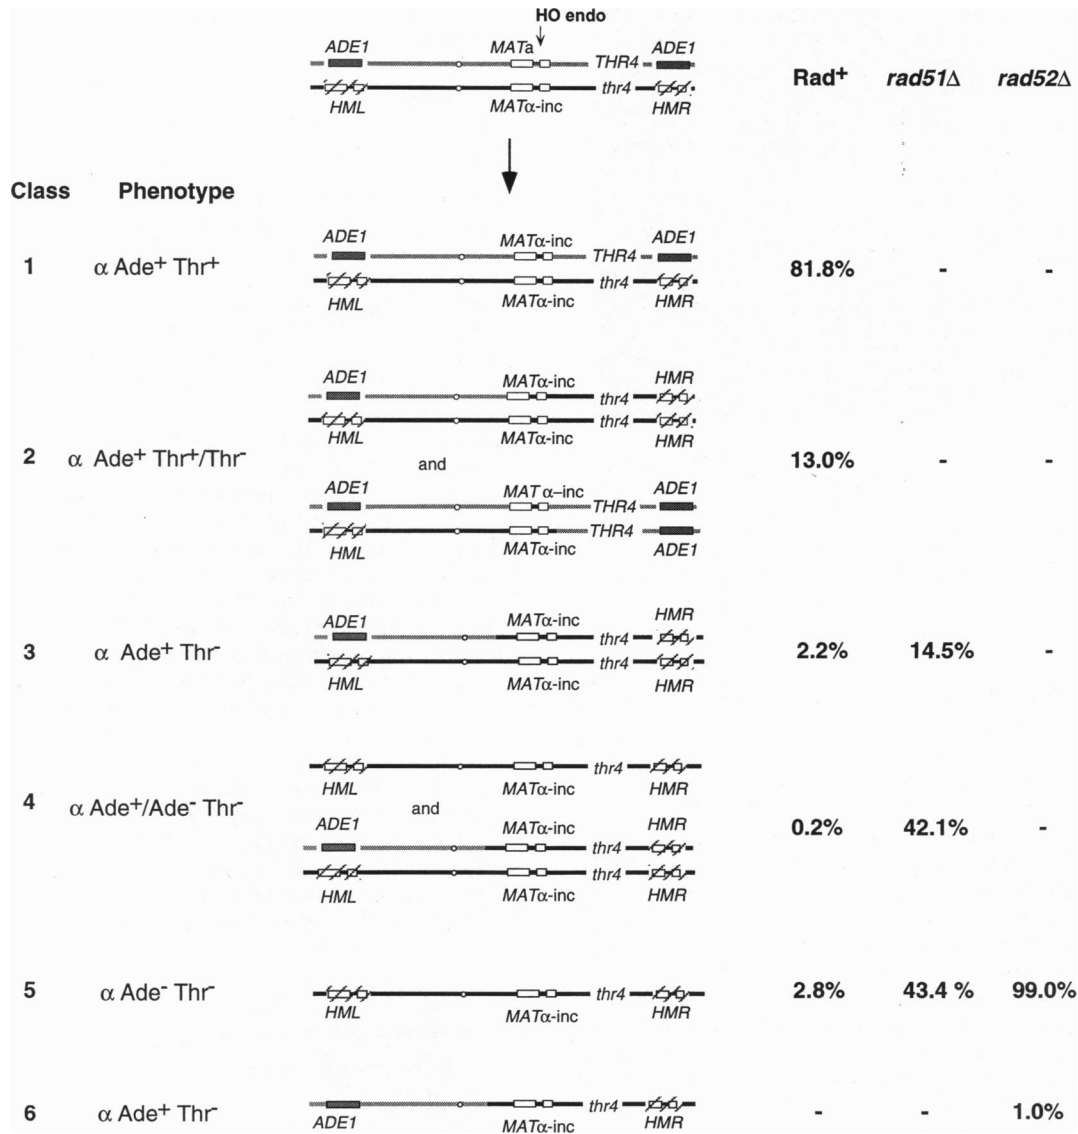 HO endo
ADE1 MATa THR4 ADE1
thr4
HML MATα-inc HMR
Rad+ rad51Δ rad52Δ
Class Phenotype
ADE1 MATα-inc THR4 ADE1
1 α Ade+ Thr+ 81.8% - -
thr4
HML MATα-inc HMR
ADE1 MATα-inc HMR
thr4
thr4
HML MATα-inc HMR
2 α Ade+ Thr+/Thr- and 13.0% - -
ADE1 MAT α–inc ADE1
THR4
THR4
HML MATα-inc ADE1
ADE1 MATα-inc HMR
thr4
3 α Ade+ Thr- 2.2% 14.5% -
thr4
HML MATα-inc HMR
thr4
HML MATα-inc HMR
4 α Ade+/Ade- Thr- and 0.2% 42.1% -
ADE1 MATα-inc HMR
thr4
thr4
HML MATα-inc HMR
5 α Ade- Thr- thr4 2.8% 43.4 % 99.0%
HML MATα-inc HMR
6 α Ade+ Thr- thr4 - - 1.0%
ADE1 MATα-inc HMR